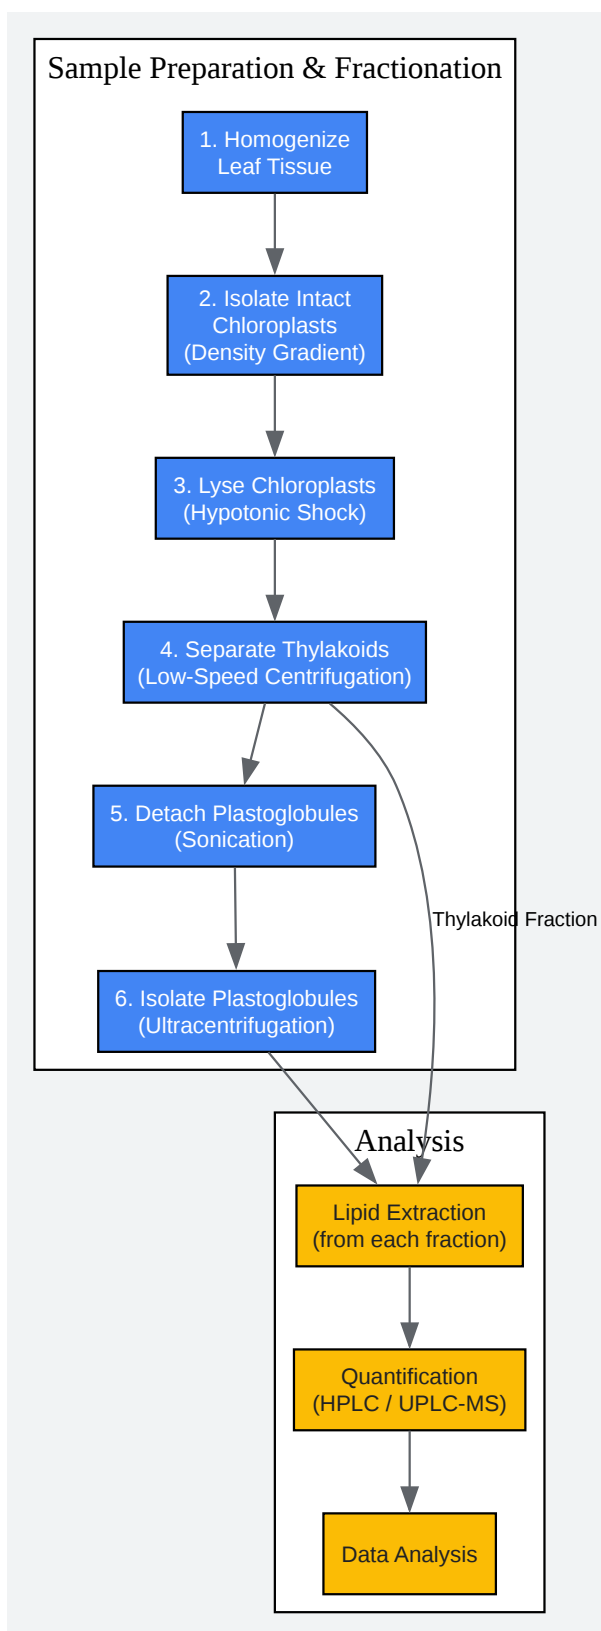 Sample Preparation & Fractionation
1. Homogenize
Leaf Tissue
2. Isolate Intact
Chloroplasts
(Density Gradient)
3. Lyse Chloroplasts
(Hypotonic Shock)
4. Separate Thylakoids
(Low-Speed Centrifugation)
5. Detach Plastoglobules
(Sonication)
Thylakoid Fraction
6. Isolate Plastoglobules
(Ultracentrifugation)
Analysis
Lipid Extraction
(from each fraction)
Quantification
(HPLC / UPLC-MS)
Data Analysis